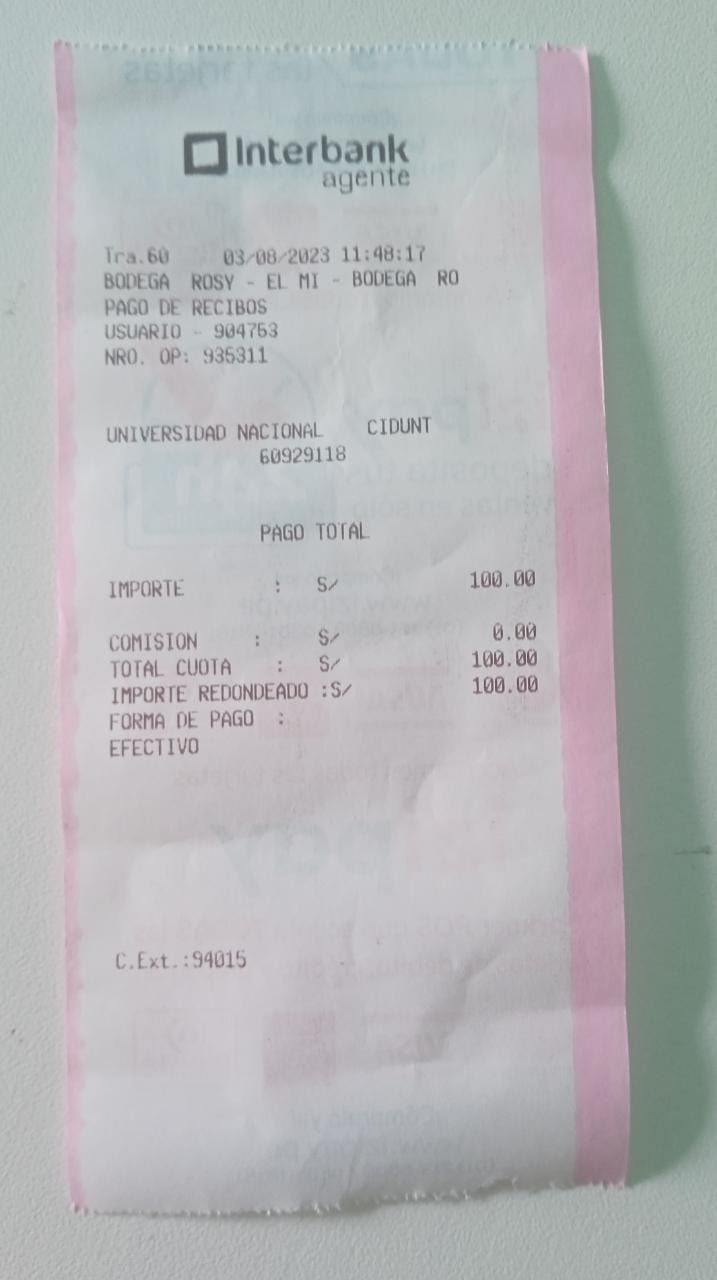 Interbank
agente
Tra.60 03/08/2023 11:48:17
BODEGA ROSY - EL MI - BODEGA RO
PAGO DE RECIBOS
USUARIO - 904753
NRO. OP: 935311
UNIVERSIDAD NACIONAL CIDUNT
60929118
PAGO TOTAL
IMPORTE : S/ 100.00
COMISION : S/ 0.00
TOTAL CUOTA : S/ 100.00
IMPORTE REDONDEADO :S/ 100.00
FORMA DE PAGO :
EFECTIVO
C.Ext.:94015